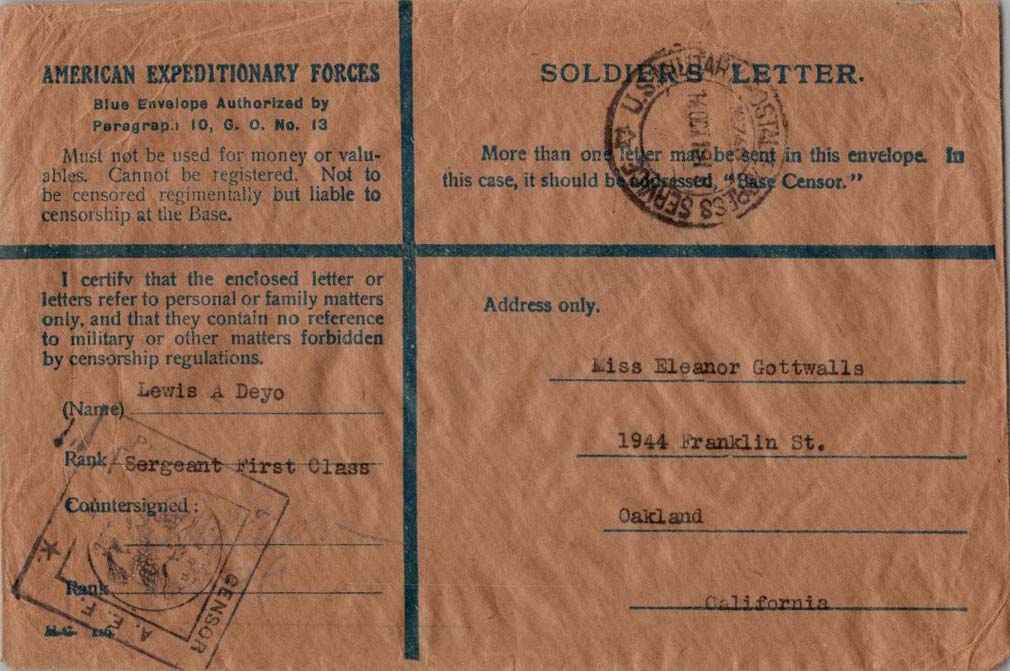 AMERICAN EXPEDITIONARY FORCES
Blue Envelope Authorized by
Paragrap: 10, G. O. No. 13
Must not be used for money or valu-
ables. Cannot be registered. Not to
be censored regimentally but liable to
censorship at the Base.
SOLDIER'S LETTER.
More than one letter may be sent in this envelope. In
this case, it should be addressed, "Base Censor."
U.S. MILITARY POSTAL EXPRESS SERVICE
I certify that the enclosed letter or
letters refer to personal or family matters
only, and that they contain no reference
to military or other matters forbidden
by censorship regulations.
(Name) Lewis A Deyo
Rank Sergeant First Class
Countersigned:
Rank
CENSOR
A. E. F.
Address only.
Miss Eleanor Gottwalls
1944 Franklin St.
Oakland
California